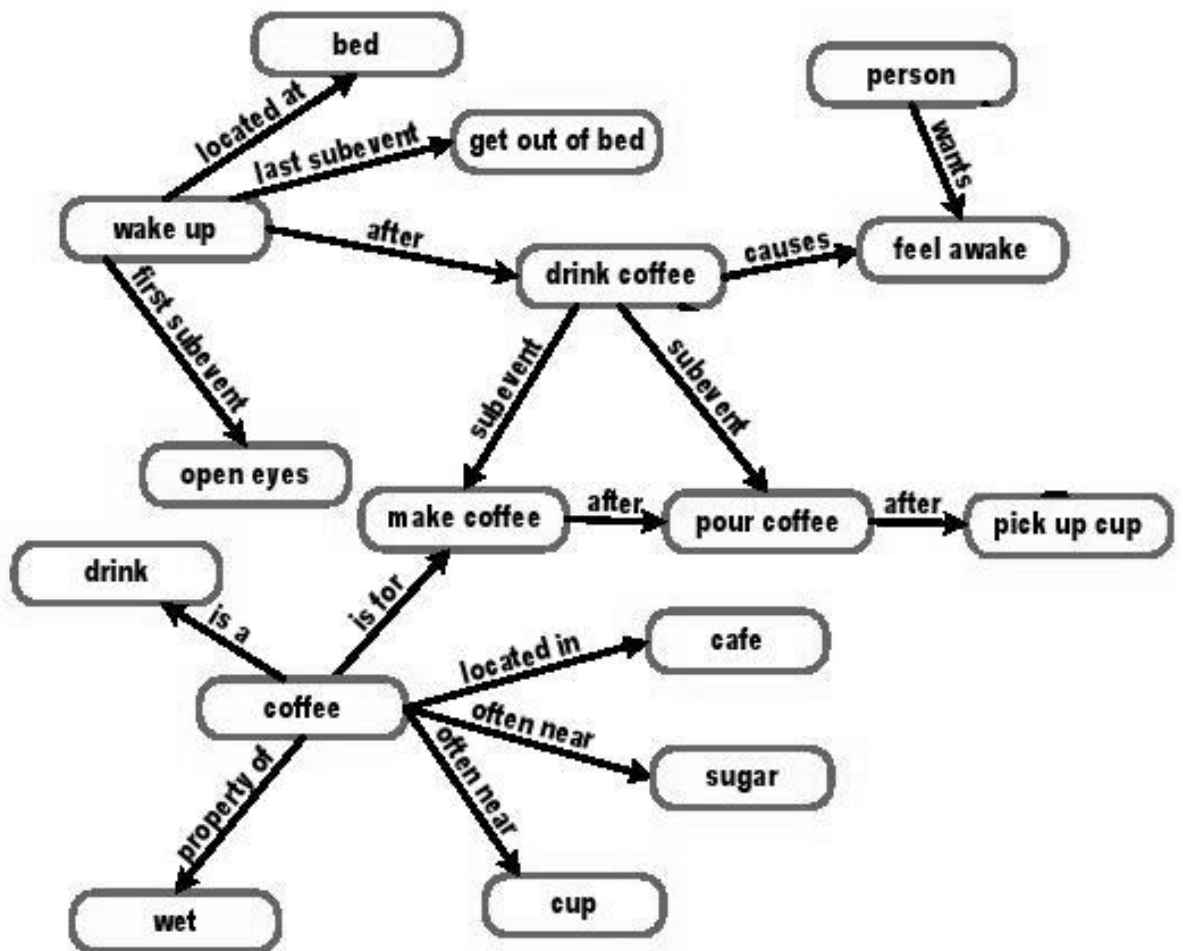 bed
person
located at
wants
last subevent
get out of bed
wake up
after
drink coffee
causes
feel awake
first subevent
subevent
subevent
open eyes
make coffee
after
pour coffee
after
pick up cup
drink
is a
is for
located in
cafe
coffee
often near
sugar
often near
property of
cup
wet